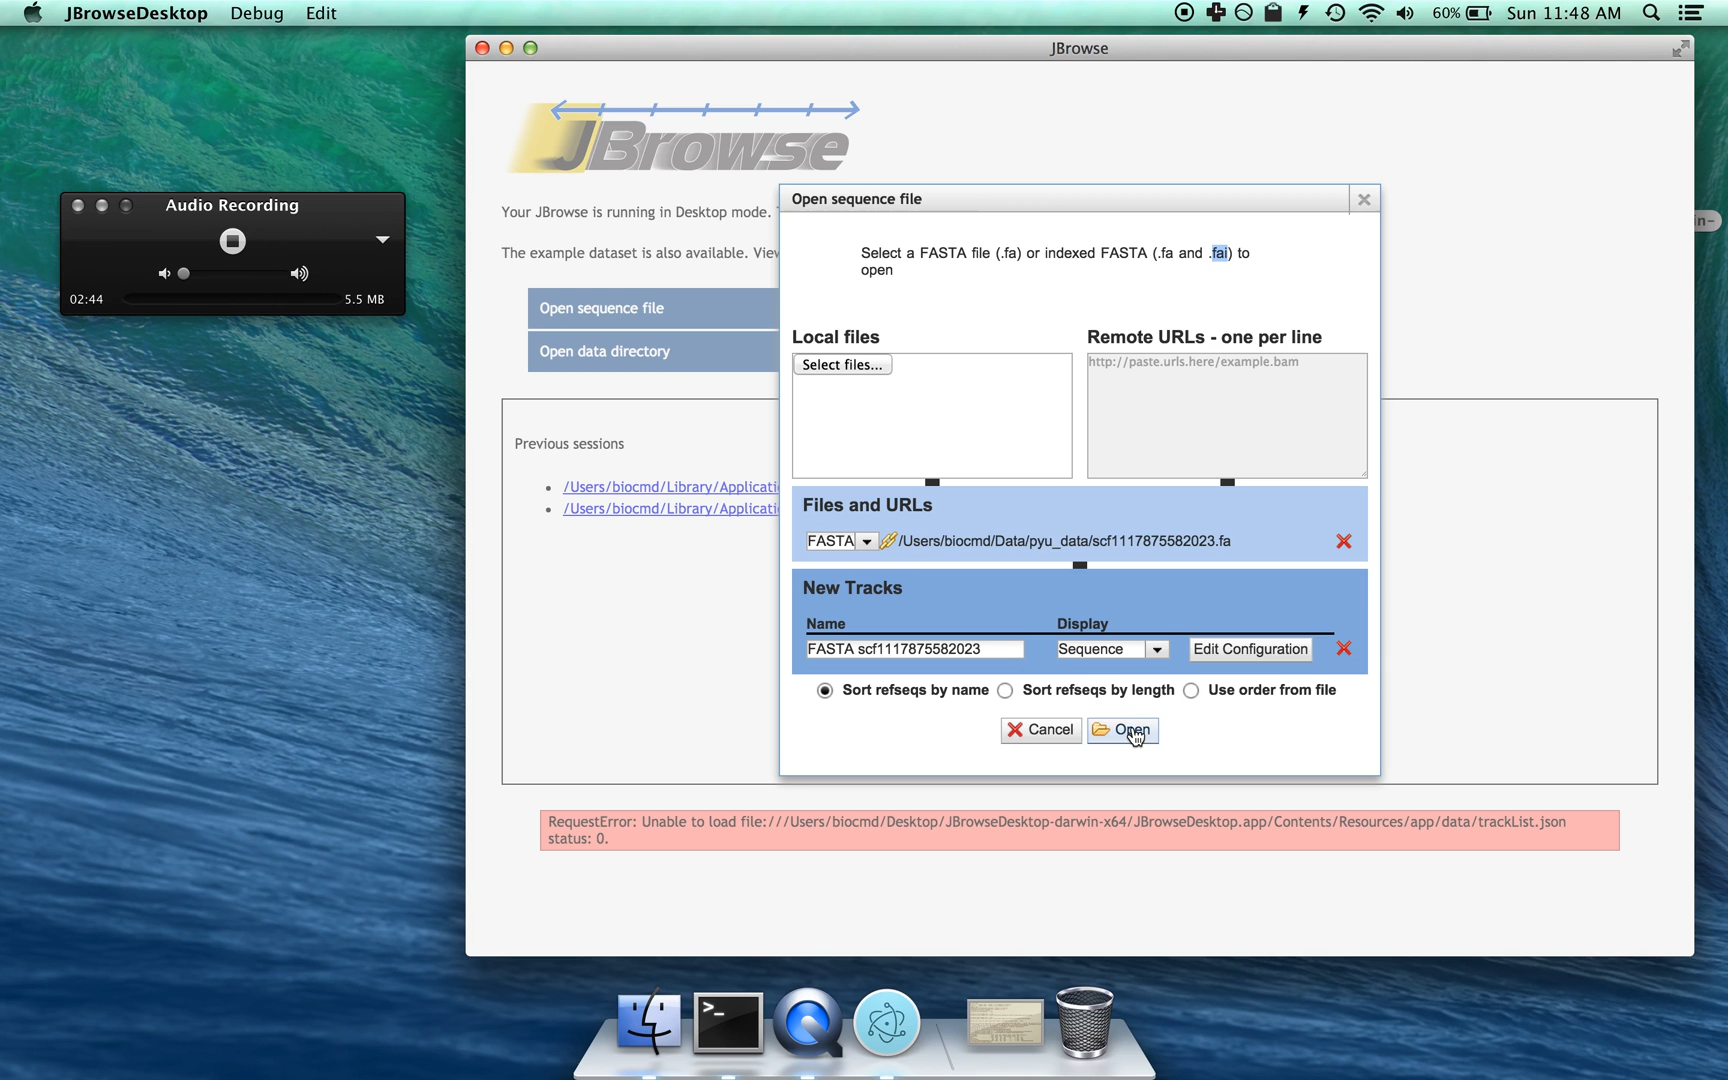 JBrowseDesktop Debug Edit
60% Sun 11:48 AM
JBrowse
JBrowse
Audio Recording
02:44 5.5 MB
Your JBrowse is running in Desktop mode.
The example dataset is also available.
Open sequence file
Open data directory
Previous sessions
/Users/biocmd/Library/Applicati
/Users/biocmd/Library/Applicati
Open sequence file
Select a FASTA file (.fa) or indexed FASTA (.fa and .fai) to
open
Local files
Select files...
Remote URLs - one per line
http://paste.urls.here/example.bam
Files and URLs
FASTA /Users/biocmd/Data/pyu_data/scf1117875582023.fa
New Tracks
Name Display
FASTA scf1117875582023 Sequence Edit Configuration
Sort refseqs by name Sort refseqs by length Use order from file
Cancel Open
RequestError: Unable to load file:///Users/biocmd/Desktop/JBrowseDesktop-darwin-x64/JBrowseDesktop.app/Contents/Resources/app/data/trackList.json
status: 0.
in-